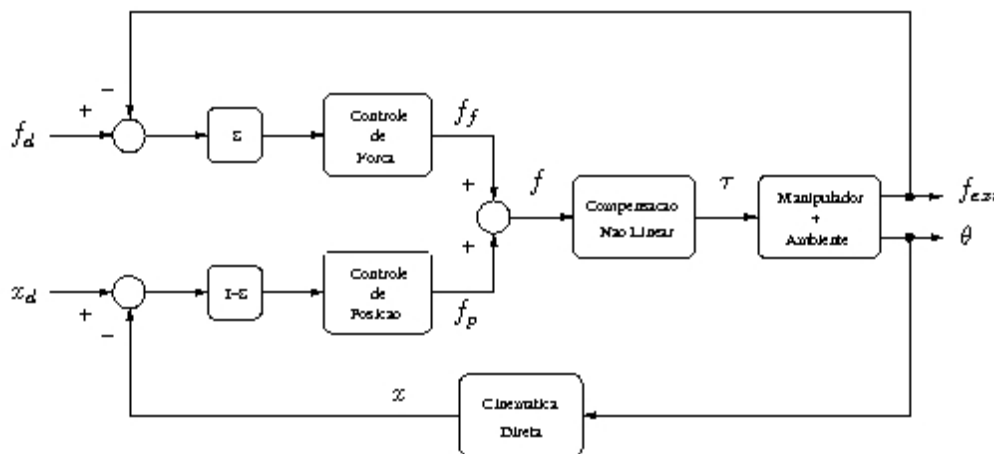 −
+
f_d
Σ
Controle
de
Forca
f_f
+
f
Compensacao
Nao Linear
τ
Manipulador
+
Ambiente
f_ext
θ
+
x_d
+
−
I-Σ
Controle
de
Posicao
f_p
x
Cinematica
Direta